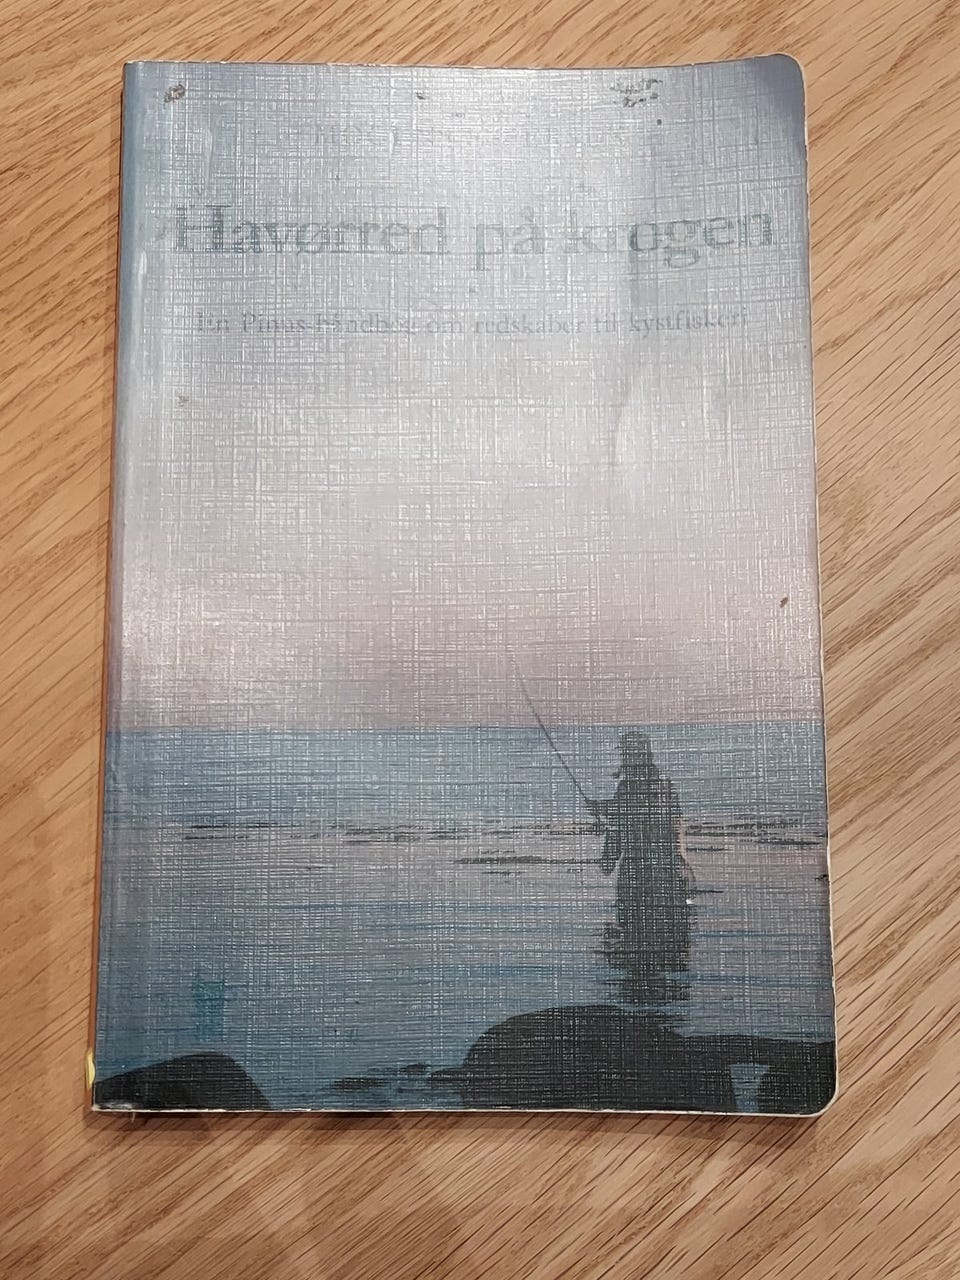 Havørred på krogen
En Pinus-håndbog om redskaber til kystfiskeri